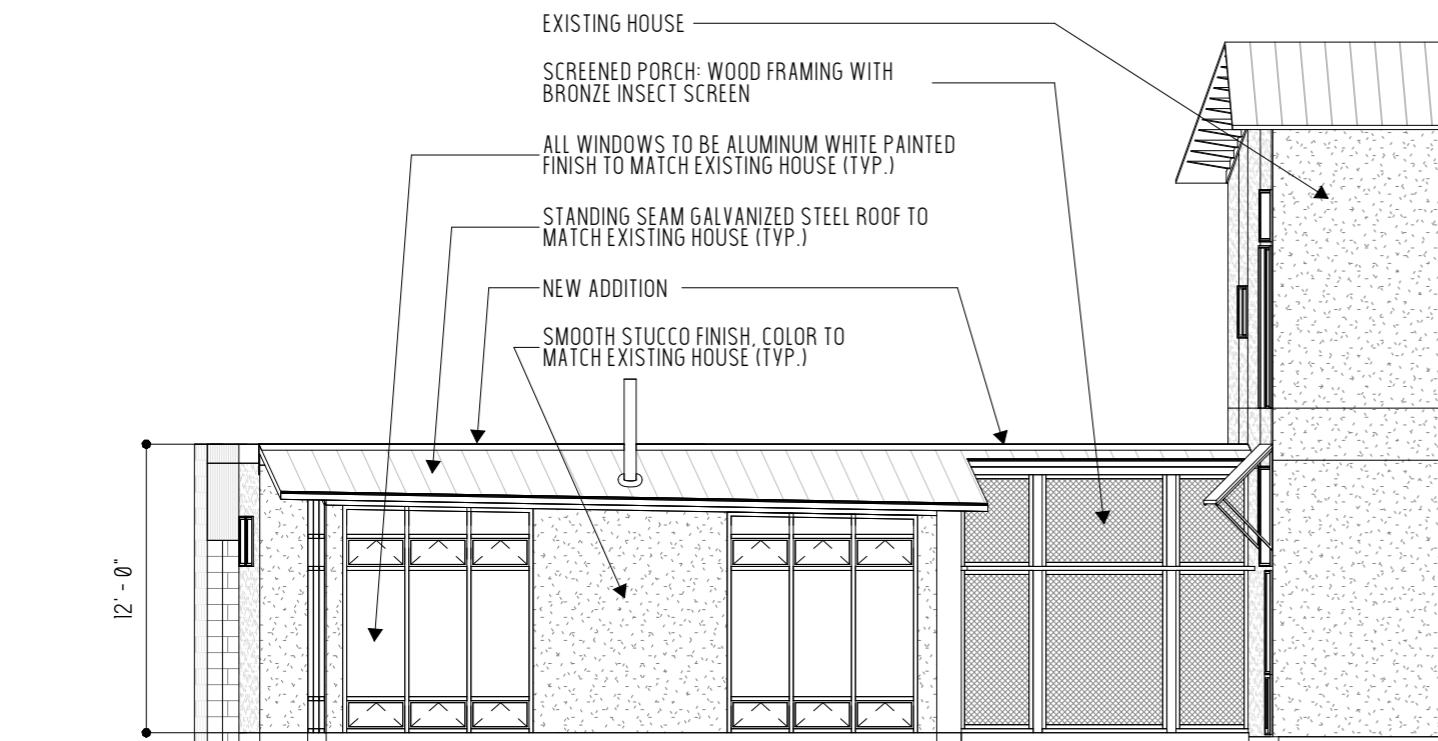 EXISTING HOUSE
SCREENED PORCH: WOOD FRAMING WITH
BRONZE INSECT SCREEN
ALL WINDOWS TO BE ALUMINUM WHITE PAINTED
FINISH TO MATCH EXISTING HOUSE (TYP.)
STANDING SEAM GALVANIZED STEEL ROOF TO
MATCH EXISTING HOUSE (TYP.)
NEW ADDITION
SMOOTH STUCCO FINISH, COLOR TO
MATCH EXISTING HOUSE (TYP.)
12' - 0"